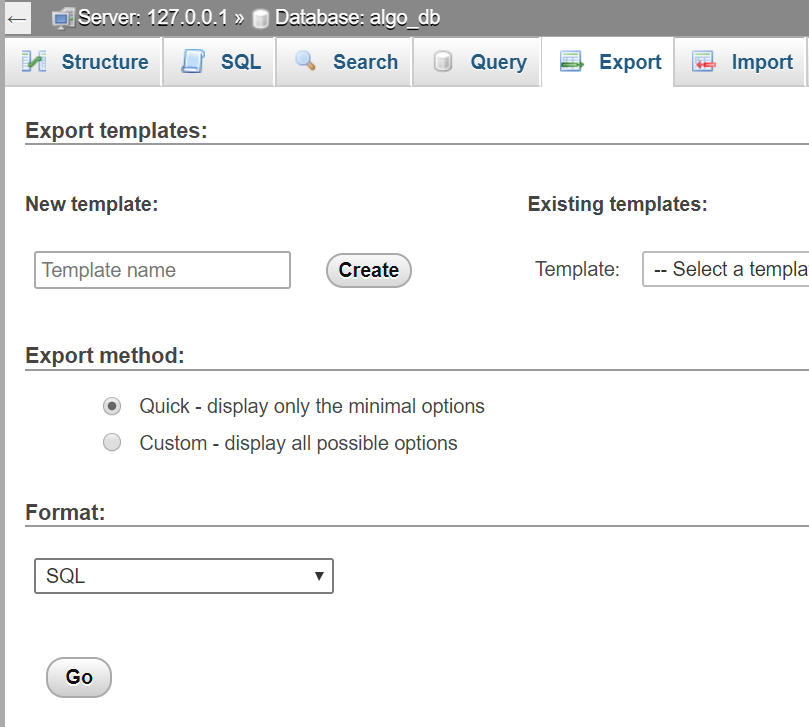 ← Server: 127.0.0.1 » Database: algo_db
Structure SQL Search Query Export Import
Export templates:
New template:
Existing templates:
Template name Create
Template: -- Select a
Export method:
Quick - display only the minimal options
Custom - display all possible options
Format:
SQL
Go